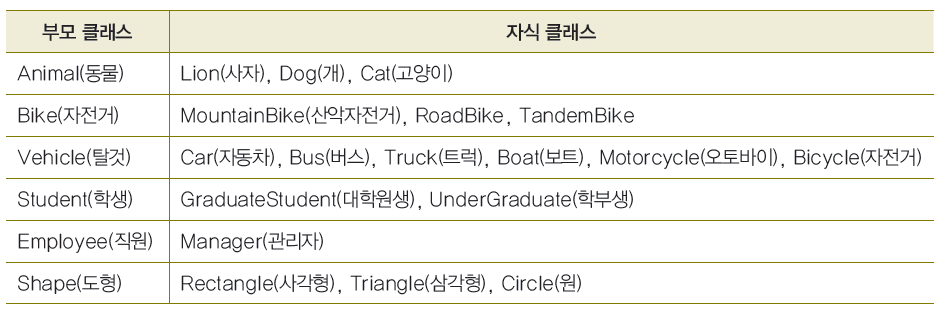 부모 클래스 자식 클래스
Animal(동물) Lion(사자), Dog(개), Cat(고양이)
Bike(자전거) MountainBike(산악자전거), RoadBike, TandemBike
Vehicle(탈것) Car(자동차), Bus(버스), Truck(트럭), Boat(보트), Motorcycle(오토바이), Bicycle(자전거)
Student(학생) GraduateStudent(대학원생), UnderGraduate(학부생)
Employee(직원) Manager(관리자)
Shape(도형) Rectangle(사각형), Triangle(삼각형), Circle(원)